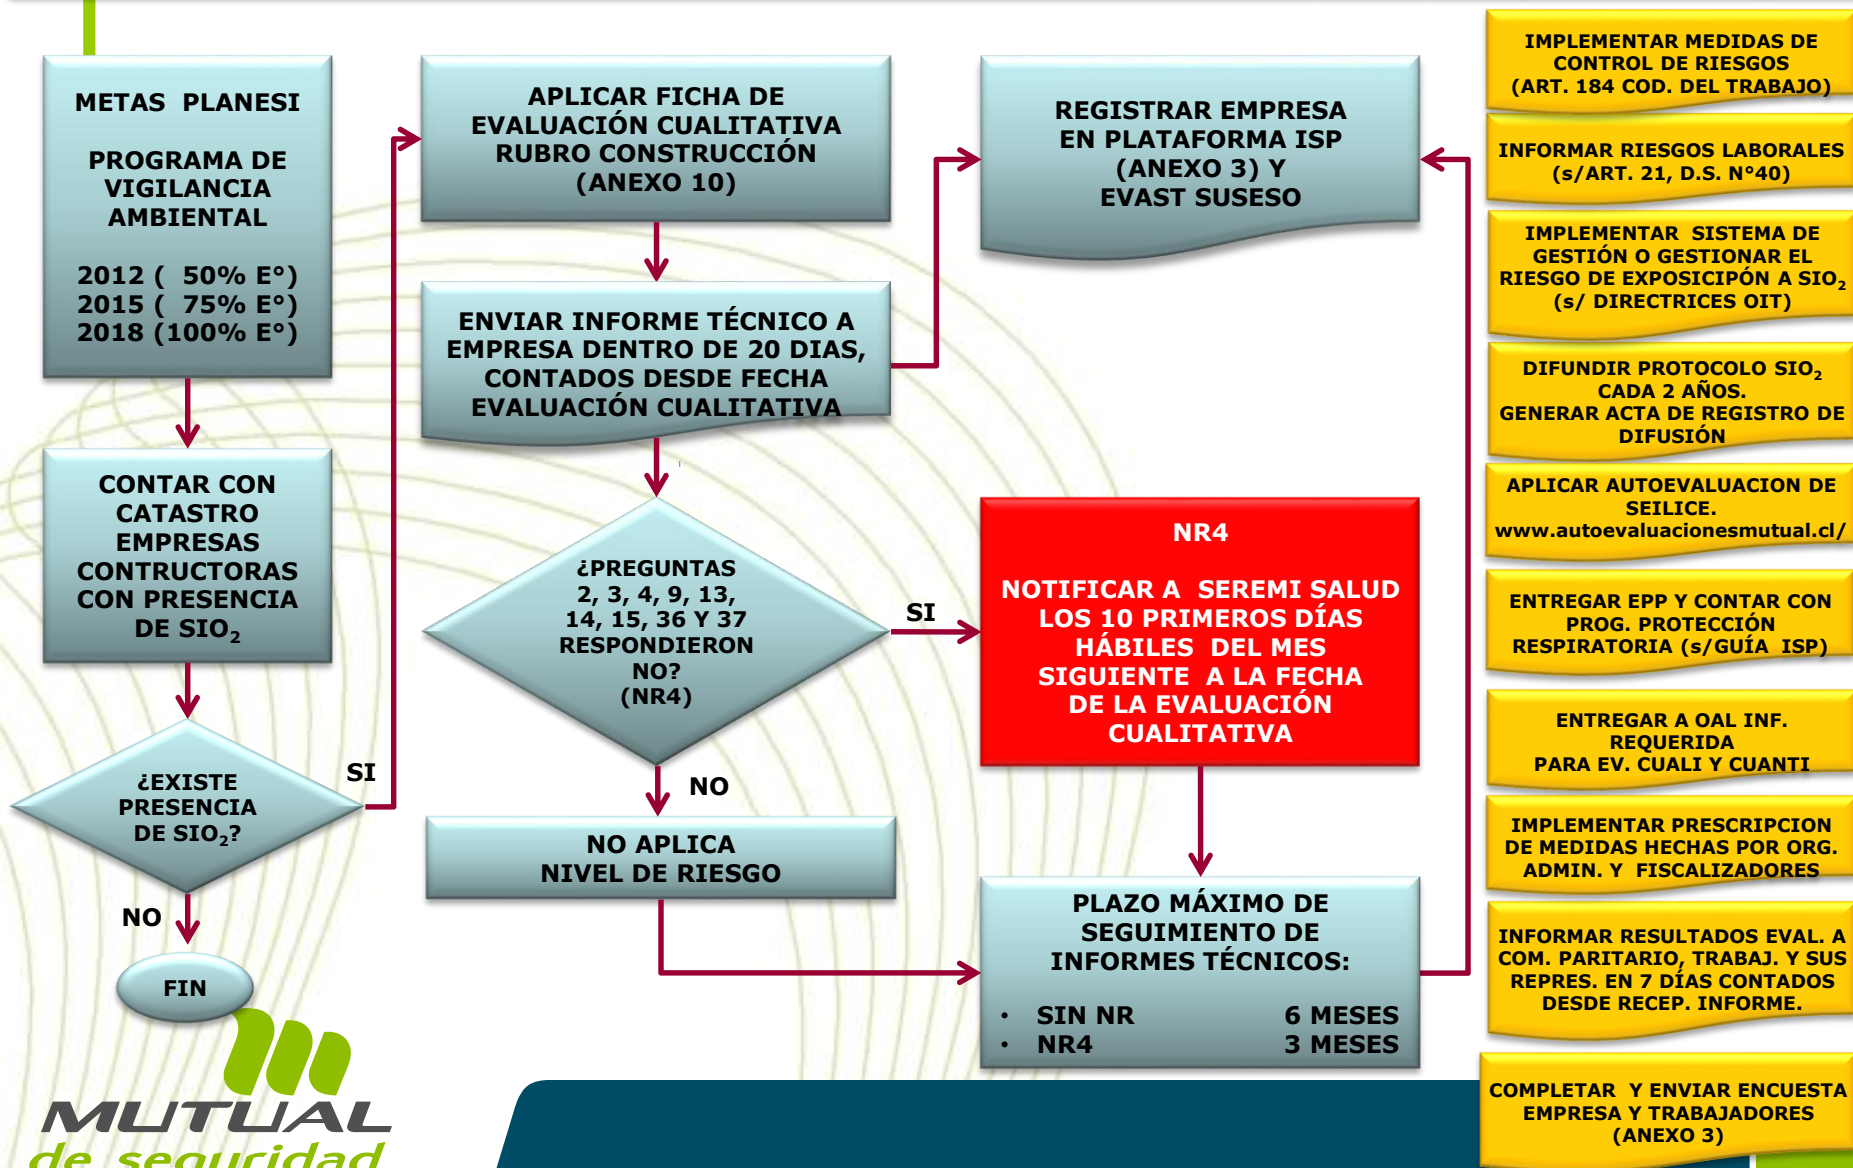 METAS PLANESI
PROGRAMA DE
VIGILANCIA
AMBIENTAL
2012 ( 50% E°)
2015 ( 75% E°)
2018 (100% E°)
CONTAR CON
CATASTRO
EMPRESAS
CONTRUCTORAS
CON PRESENCIA
DE SIO₂
¿EXISTE
PRESENCIA
DE SIO₂?
SI
NO
FIN
APLICAR FICHA DE
EVALUACIÓN CUALITATIVA
RUBRO CONSTRUCCIÓN
(ANEXO 10)
ENVIAR INFORME TÉCNICO A
EMPRESA DENTRO DE 20 DIAS,
CONTADOS DESDE FECHA
EVALUACIÓN CUALITATIVA
¿PREGUNTAS
2, 3, 4, 9, 13,
14, 15, 36 Y 37
RESPONDIERON
NO?
(NR4)
SI
NO
NO APLICA
NIVEL DE RIESGO
REGISTRAR EMPRESA
EN PLATAFORMA ISP
(ANEXO 3) Y
EVAST SUSESO
NR4
NOTIFICAR A SEREMI SALUD
LOS 10 PRIMEROS DÍAS
HÁBILES DEL MES
SIGUIENTE A LA FECHA
DE LA EVALUACIÓN
CUALITATIVA
PLAZO MÁXIMO DE
SEGUIMIENTO DE
INFORMES TÉCNICOS:
• SIN NR 6 MESES
• NR4 3 MESES
IMPLEMENTAR MEDIDAS DE
CONTROL DE RIESGOS
(ART. 184 COD. DEL TRABAJO)
INFORMAR RIESGOS LABORALES
(s/ART. 21, D.S. N°40)
IMPLEMENTAR SISTEMA DE
GESTIÓN O GESTIONAR EL
RIESGO DE EXPOSICIPÓN A SIO₂
(s/ DIRECTRICES OIT)
DIFUNDIR PROTOCOLO SIO₂
CADA 2 AÑOS.
GENERAR ACTA DE REGISTRO DE
DIFUSIÓN
APLICAR AUTOEVALUACION DE
SEILICE.
www.autoevaluacionesmutual.cl/
ENTREGAR EPP Y CONTAR CON
PROG. PROTECCIÓN
RESPIRATORIA (s/GUÍA ISP)
ENTREGAR A OAL INF.
REQUERIDA
PARA EV. CUALI Y CUANTI
IMPLEMENTAR PRESCRIPCION
DE MEDIDAS HECHAS POR ORG.
ADMIN. Y FISCALIZADORES
INFORMAR RESULTADOS EVAL. A
COM. PARITARIO, TRABAJ. Y SUS
REPRES. EN 7 DÍAS CONTADOS
DESDE RECEP. INFORME.
COMPLETAR Y ENVIAR ENCUESTA
EMPRESA Y TRABAJADORES
(ANEXO 3)
MUTUAL
de seguridad